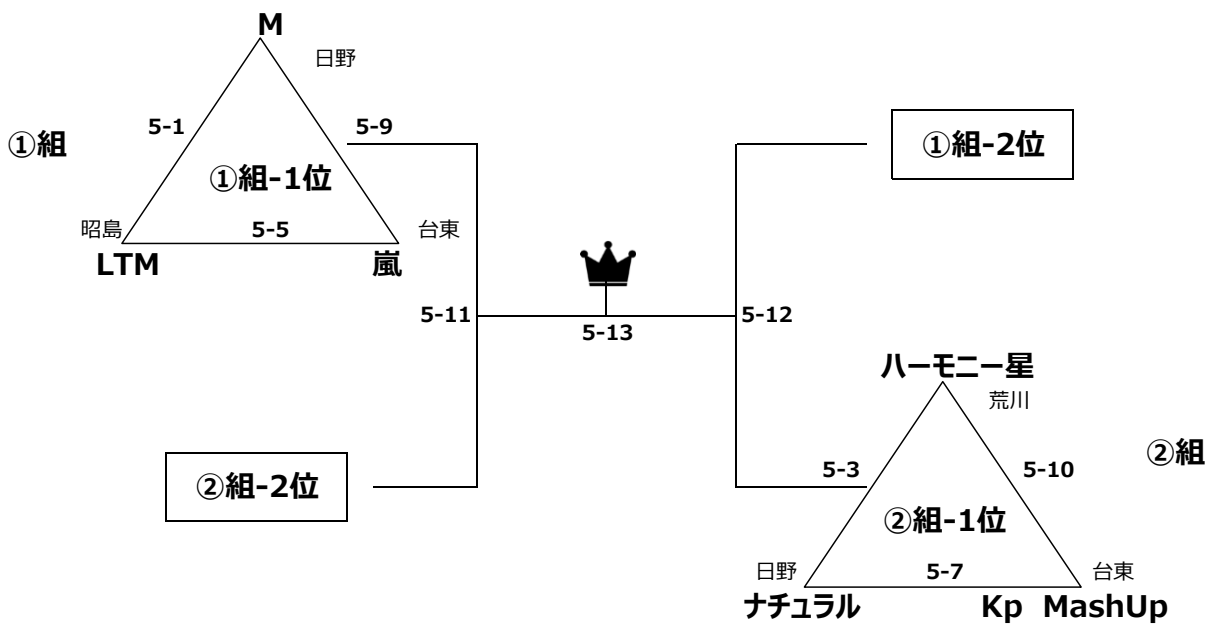 M
日野
5-1
5-9
①組
①組-1位
昭島
5-5
台東
LTM
嵐
①組-2位
5-11
5-13
5-12
ハーモニー星
荒川
②組-2位
5-3
5-10
②組
②組-1位
日野
5-7
台東
ナチュラル
Kp MashUp